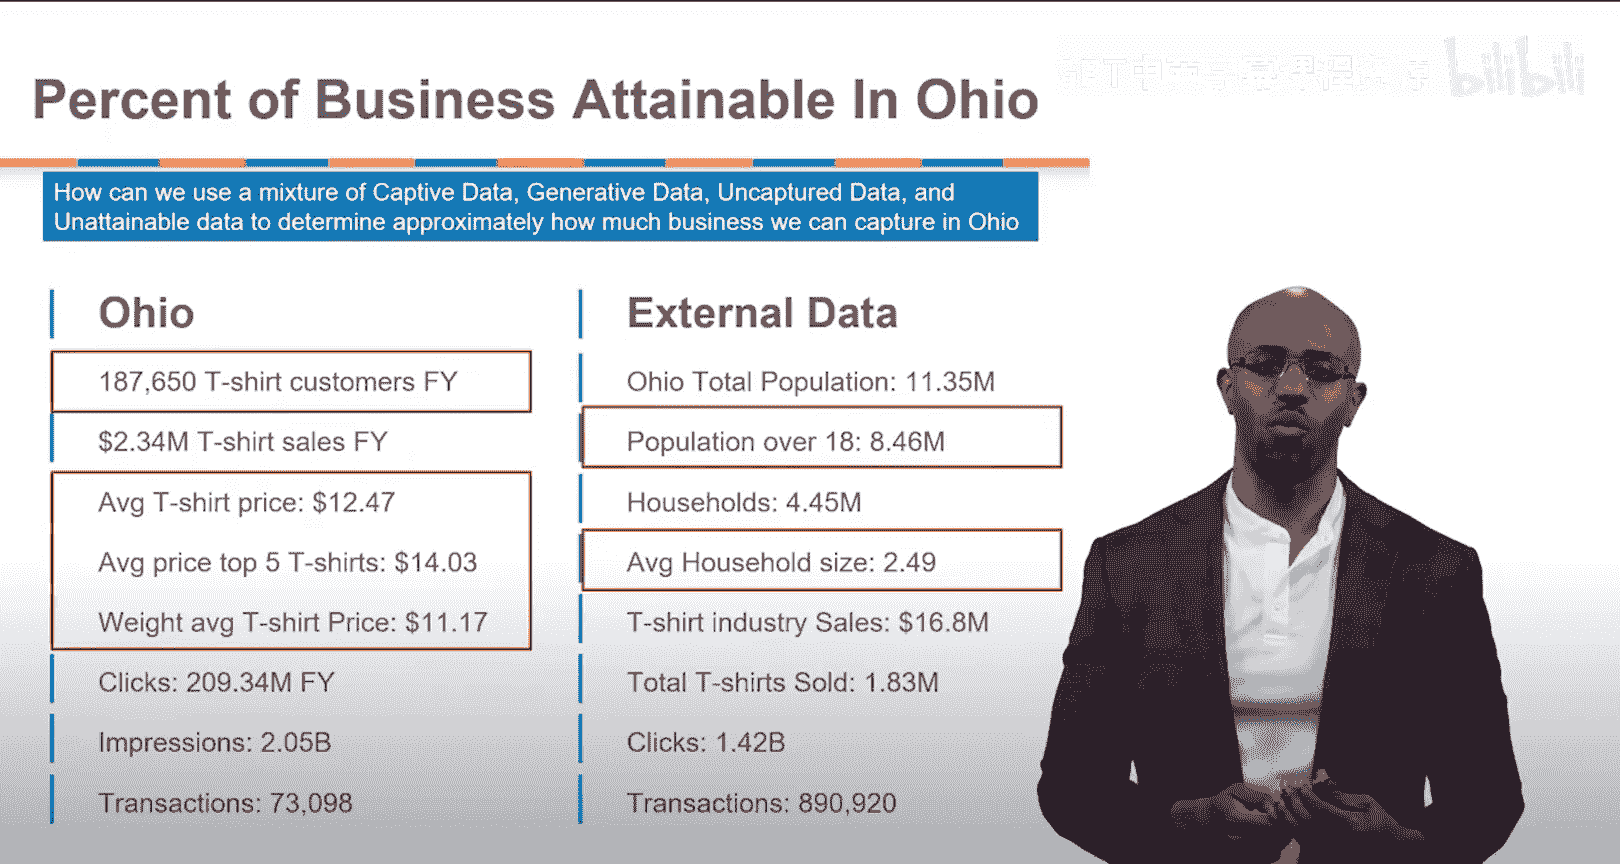 Percent of Business Attainable In Ohio
bilibili
How can we use a mixture of Captive Data, Generative Data, Uncaptured Data, and
Unattainable data to determine approximately how much business we can capture in Ohio
Ohio
187,650 T-shirt customers FY
$2.34M T-shirt sales FY
Avg T-shirt price: $12.47
Avg price top 5 T-shirts: $14.03
Weight avg T-shirt Price: $11.17
Clicks: 209.34M FY
Impressions: 2.05B
Transactions: 73,098
External Data
Ohio Total Population: 11.35M
Population over 18: 8.46M
Households: 4.45M
Avg Household size: 2.49
T-shirt industry Sales: $16.8M
Total T-shirts Sold: 1.83M
Clicks: 1.42B
Transactions: 890,920